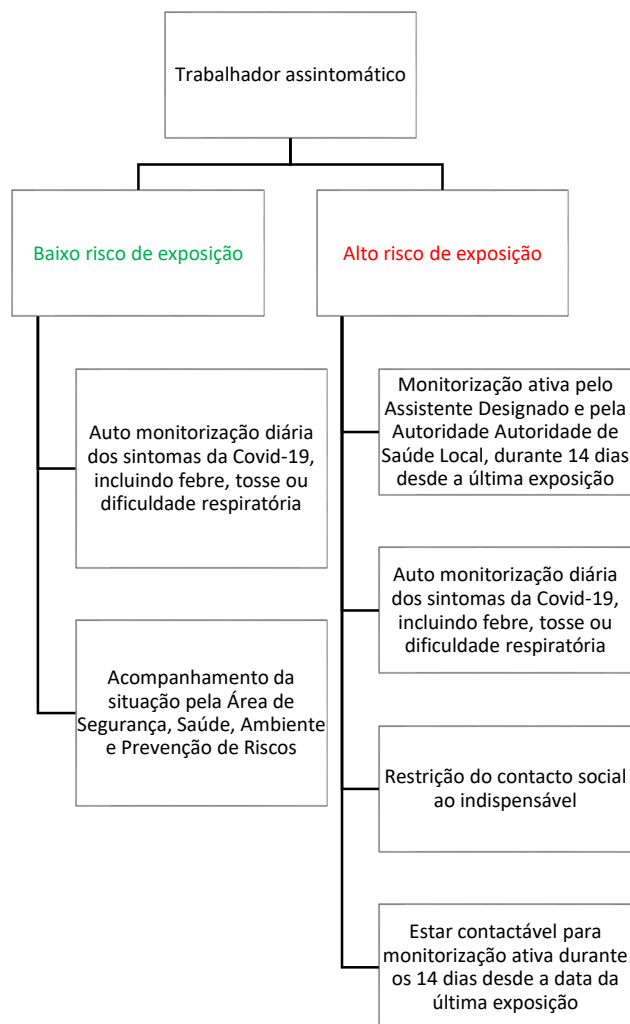 Trabalhador assintomático
Baixo risco de exposição
Alto risco de exposição
Auto monitorização diária
dos sintomas da Covid-19,
incluindo febre, tosse ou
dificuldade respiratória
Acompanhamento da
situação pela Área de
Segurança, Saúde, Ambiente
e Prevenção de Riscos
Monitorização ativa pelo
Assistente Designado e pela
Autoridade Autoridade de
Saúde Local, durante 14 dias
desde a última exposição
Auto monitorização diária
dos sintomas da Covid-19,
incluindo febre, tosse ou
dificuldade respiratória
Restrição do contacto social
ao indispensável
Estar contactável para
monitorização ativa durante
os 14 dias desde a data da
última exposição